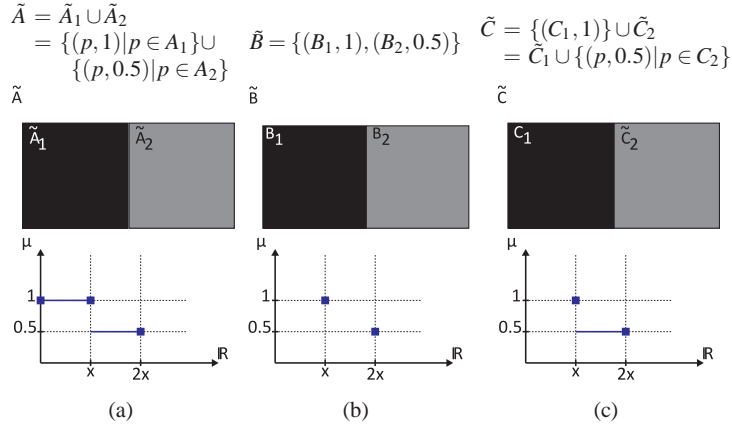 Ã = Ã₁ ∪ Ã₂
= {(p,1)|p ∈ A₁}∪
{(p,0.5)|p ∈ A₂}
B̃ = {(B₁,1),(B₂,0.5)}
C̃ = {(C₁,1)} ∪ C̃₂
= C̃₁ ∪ {(p,0.5)|p ∈ C₂}
Ã
Ã₁
Ã₂
μ
1
0.5
x
2x
ℝ
(a)
B̃
B₁
B₂
μ
1
0.5
x
2x
ℝ
(b)
C̃
C₁
C̃₂
μ
1
0.5
x
2x
ℝ
(c)